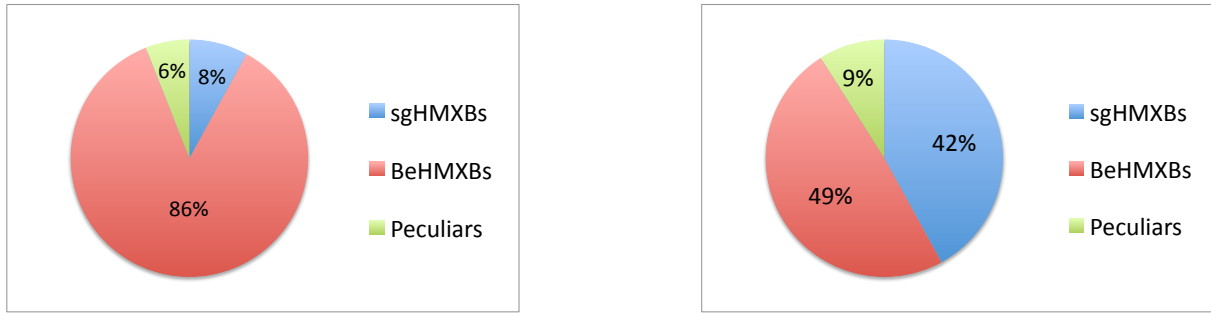 6%
8%
86%
sgHMXBs
BeHMXBs
Peculiars
9%
42%
49%
sgHMXBs
BeHMXBs
Peculiars